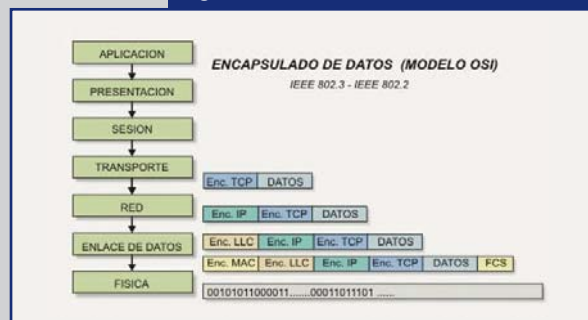 ENCAPSULADO DE DATOS (MODELO OSI)
IEEE 802.3 - IEEE 802.2
APLICACION
PRESENTACION
SESION
TRANSPORTE
Enc. TCP DATOS
RED
Enc. IP Enc. TCP DATOS
ENLACE DE DATOS
Enc. LLC Enc. IP Enc. TCP DATOS
Enc. MAC Enc. LLC Enc. IP Enc. TCP DATOS FCS
FISICA
00101011000011.......00011011101 ......